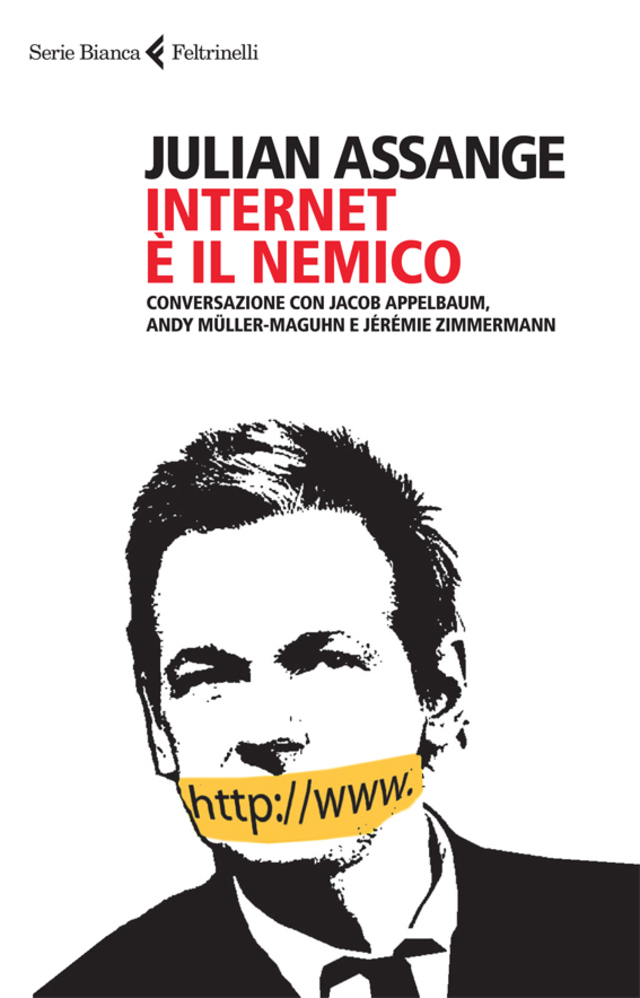 Serie Bianca Feltrinelli
JULIAN ASSANGE
INTERNET
È IL NEMICO
CONVERSAZIONE CON JACOB APPELBAUM,
ANDY MÜLLER-MAGUHN E JÉRÉMIE ZIMMERMANN
http://www.